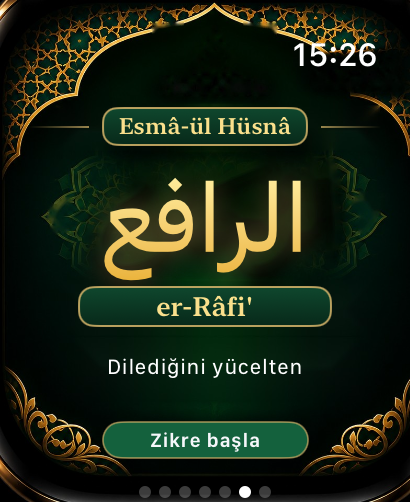 15:26
Esmâ-ül Hüsnâ
الرافع
er-Râfi'
Dilediğini yücelten
Zikre başla